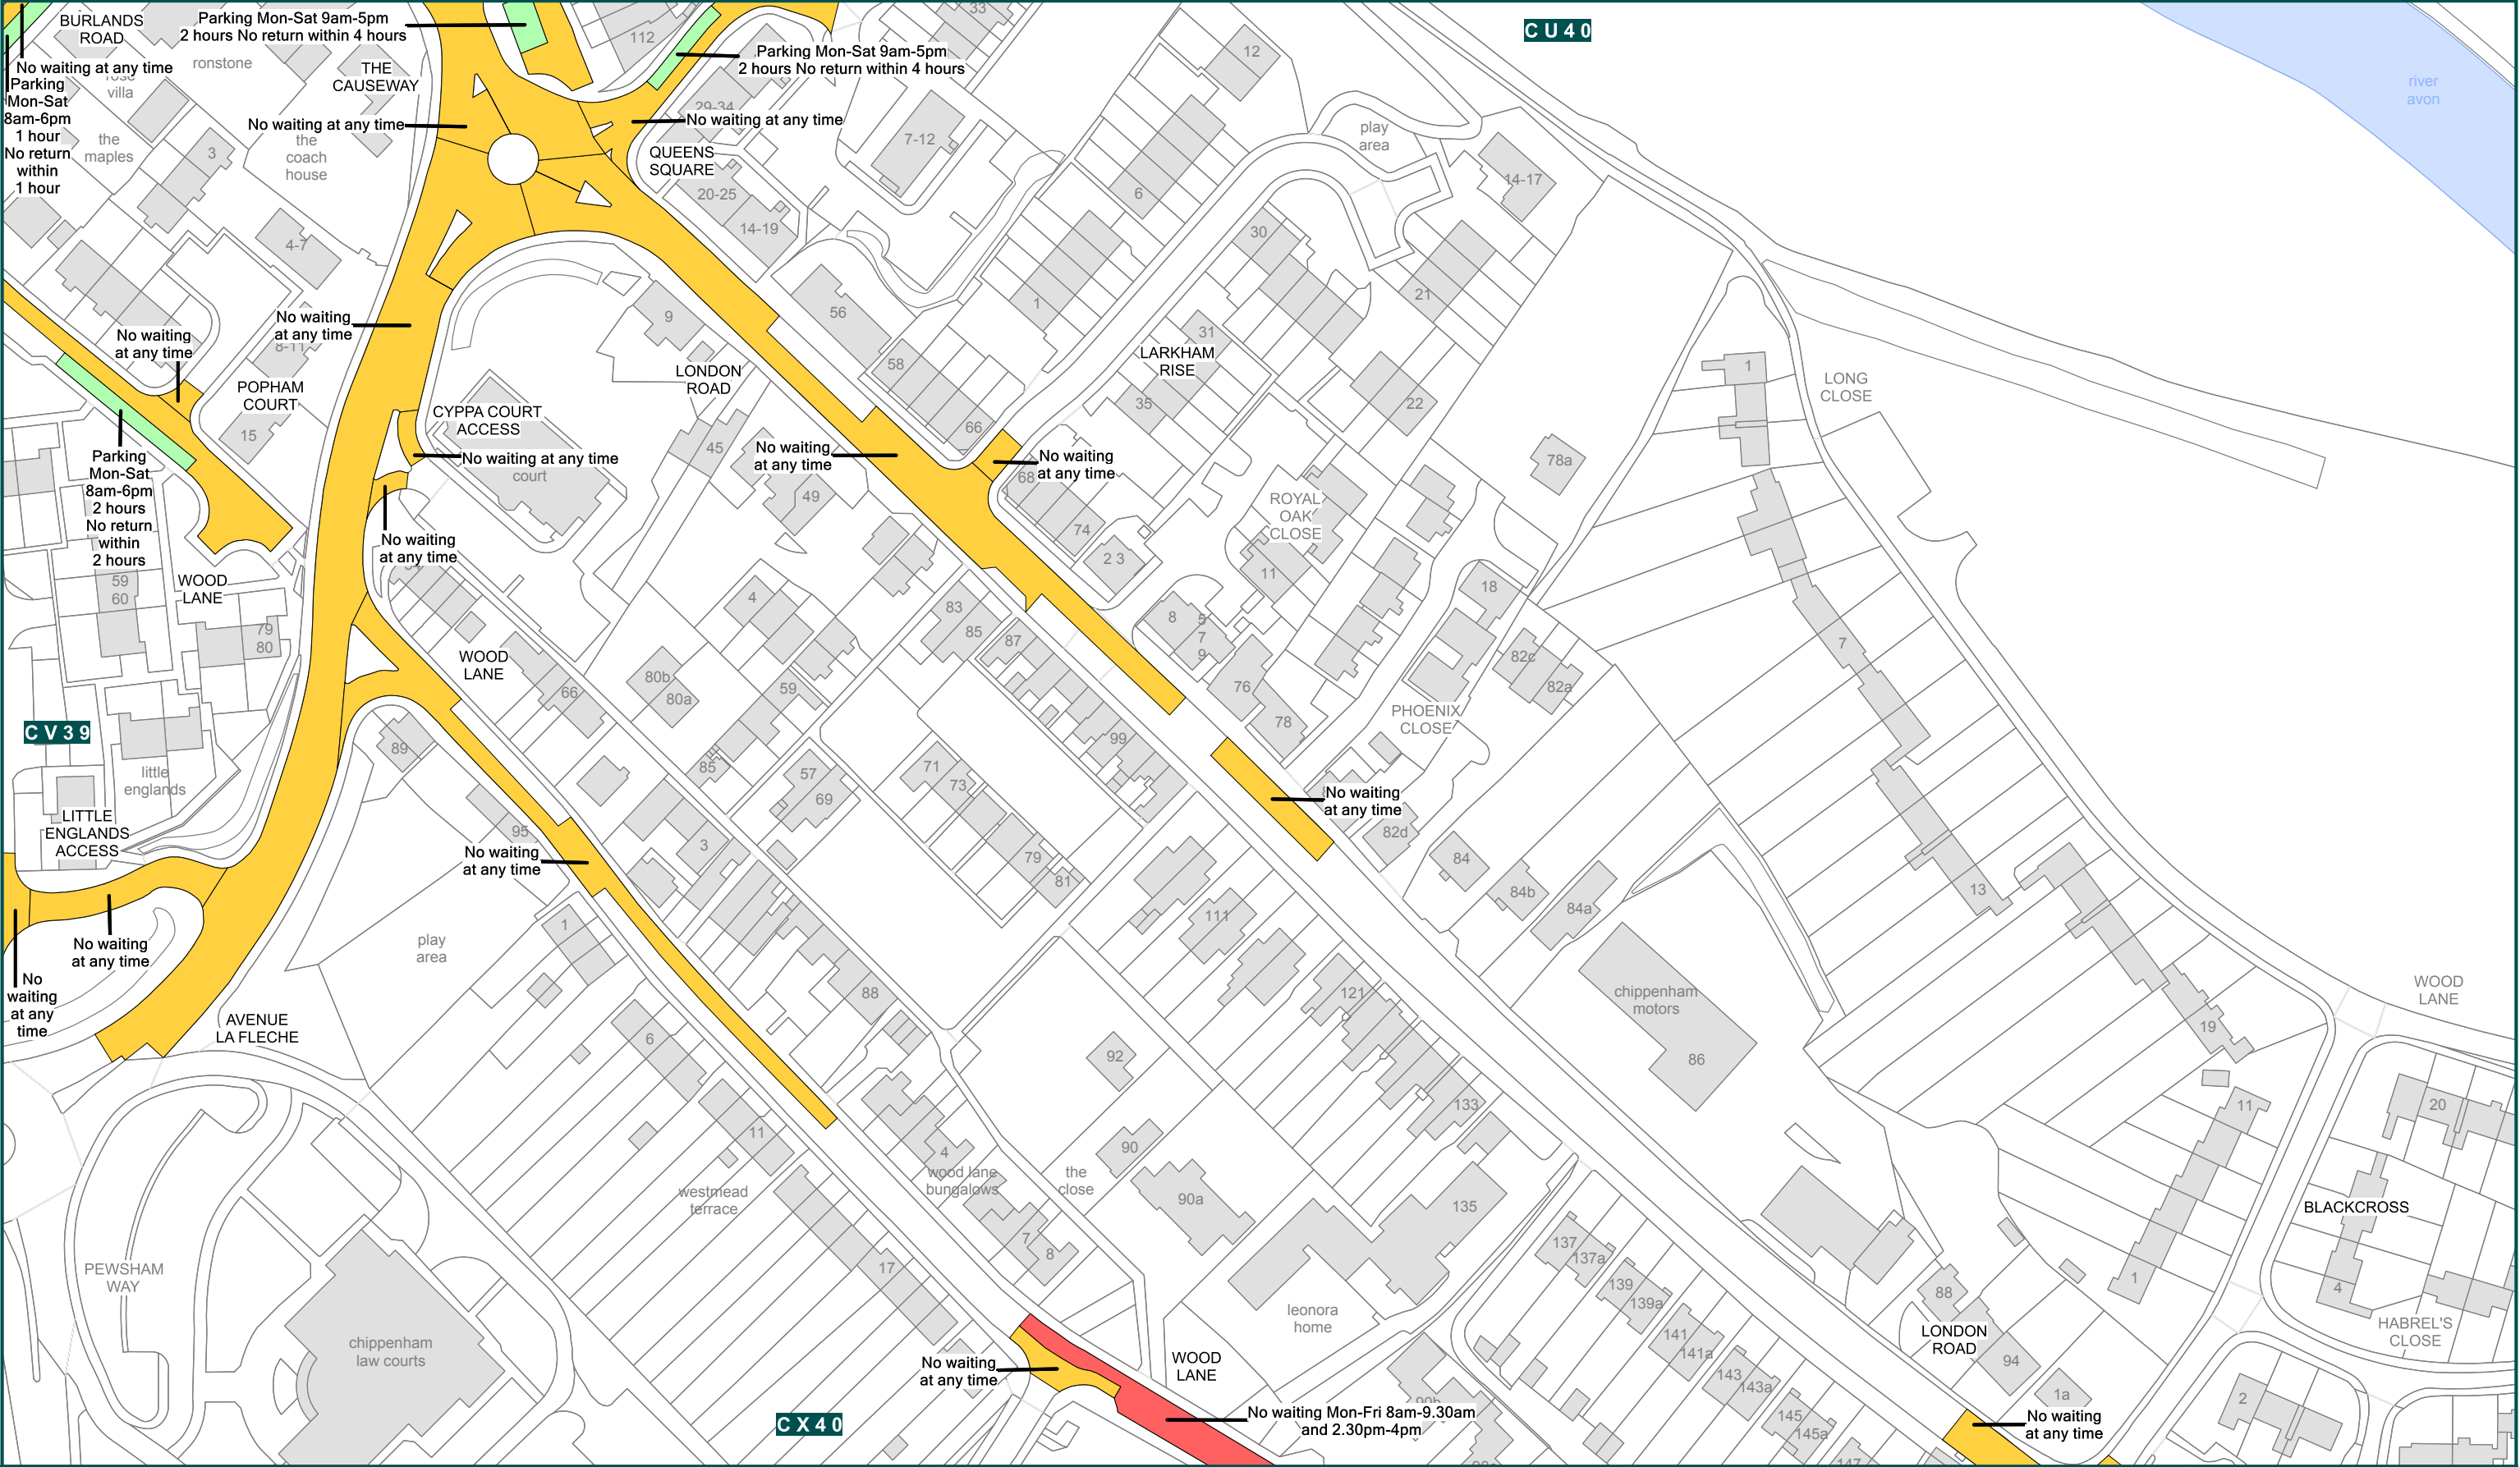 BURLANDS
ROAD
Parking Mon-Sat 9am-5pm
2 hours No return within 4 hours
112
33
Parking Mon-Sat 9am-5pm
2 hours No return within 4 hours
CU40
12
river
avon
No waiting at any time
ronstone
THE
CAUSEWAY
villa
Parking
Mon-Sat
8am-6pm
1 hour
No return
within
1 hour
the
maples
3
No waiting at any time
the
coach
house
29-34
No waiting at any time
QUEENS
SQUARE
7-12
play
area
14-17
20-25
14-19
6
4-7
30
1
21
9
56
31
No waiting
at any time
8-11
No waiting
at any time
58
LARKHAM
RISE
35
22
1
LONG
CLOSE
LONDON
ROAD
POPHAM
COURT
15
CYPPA COURT
ACCESS
66
45
No waiting at any time
court
No waiting
at any time
No waiting
at any time
68
78a
Parking
Mon-Sat
8am-6pm
2 hours
No return
within
2 hours
49
ROYAL
OAK
CLOSE
74
No waiting
at any time
2 3
11
18
59
60
WOOD
LANE
4
83
85
8
5
7
9
79
80
87
7
WOOD
LANE
66
80b
80a
59
76
78
82c
82a
PHOENIX
CLOSE
CV39
89
little
englands
85
57
69
71
73
99
No waiting
at any time
82d
LITTLE
ENGLANDS
ACCESS
95
No waiting
at any time
3
79
81
84
84b
84a
13
1
111
play
area
No waiting
at any time
No
waiting
at any
time
88
121
chippenham
motors
86
WOOD
LANE
19
AVENUE
LA FLECHE
6
92
133
11
20
11
90
4
wood lane
bungalows
the
close
90a
135
westmead
terrace
BLACKCROSS
7
8
137
137a
17
PEWSHAM
WAY
139
139a
88
1
4
leonora
home
141
141a
LONDON
ROAD
94
HABREL'S
CLOSE
chippenham
law courts
No waiting
at any time
WOOD
LANE
143
143a
1a
2
90b
145
145a
CX40
No waiting Mon-Fri 8am-9.30am
and 2.30pm-4pm
No waiting
at any time
147